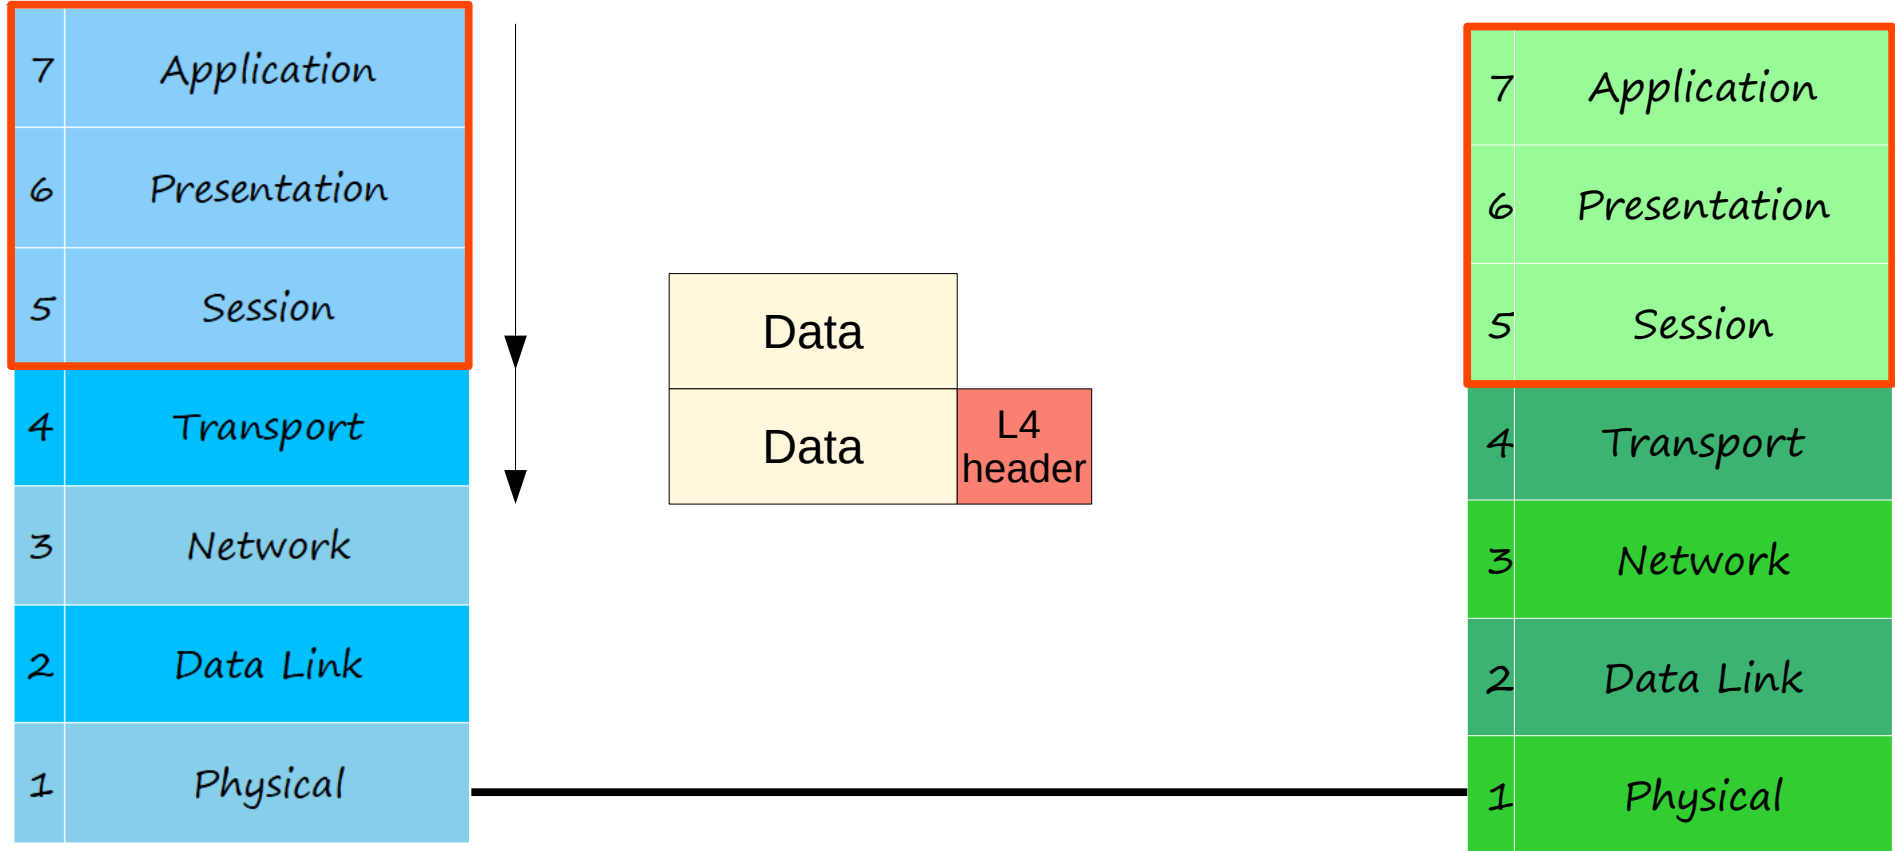 7 Application
6 Presentation
5 Session
4 Transport
3 Network
2 Data Link
1 Physical
Data
Data
L4
header
7 Application
6 Presentation
5 Session
4 Transport
3 Network
2 Data Link
1 Physical